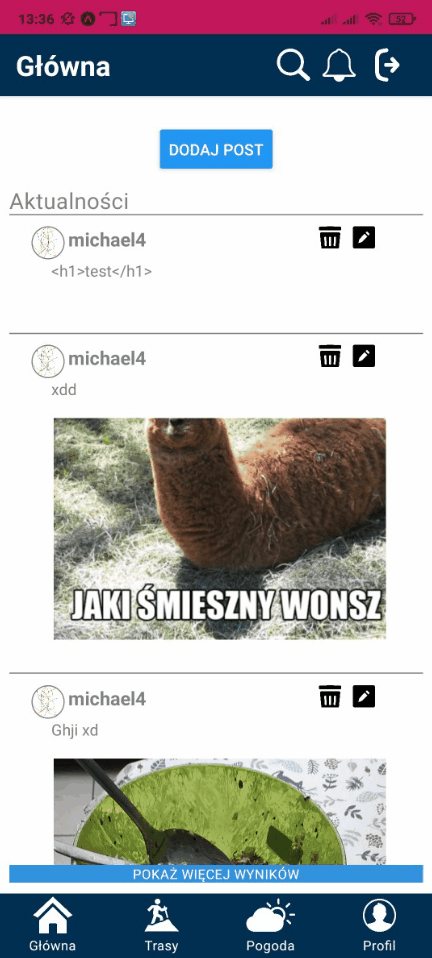 13:36 52
Główna
DODAJ POST
Aktualności
michael4
<h1>test</h1>
michael4
xdd
JAKI ŚMIESZNY WONSZ
michael4
Ghji xd
POKAŻ WIĘCEJ WYNIKÓW
Główna Trasy Pogoda Profil